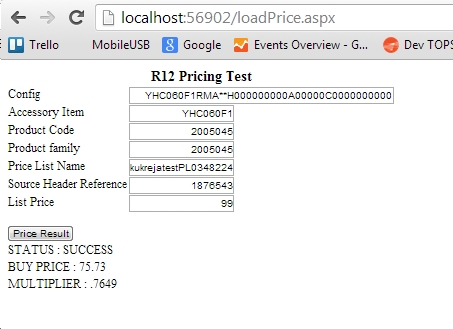 localhost:56902/loadPrice.aspx
Trello MobileUSB Google Events Overview - G... Dev TOPS
R12 Pricing Test
Config YHC060F1RMA**H000000000A00000C0000000000
Accessory Item YHC060F1
Product Code 2005045
Product family 2005045
Price List Name kukrejatestPL0348224
Source Header Reference 1876543
List Price 99
Price Result
STATUS : SUCCESS
BUY PRICE : 75.73
MULTIPLIER : .7649